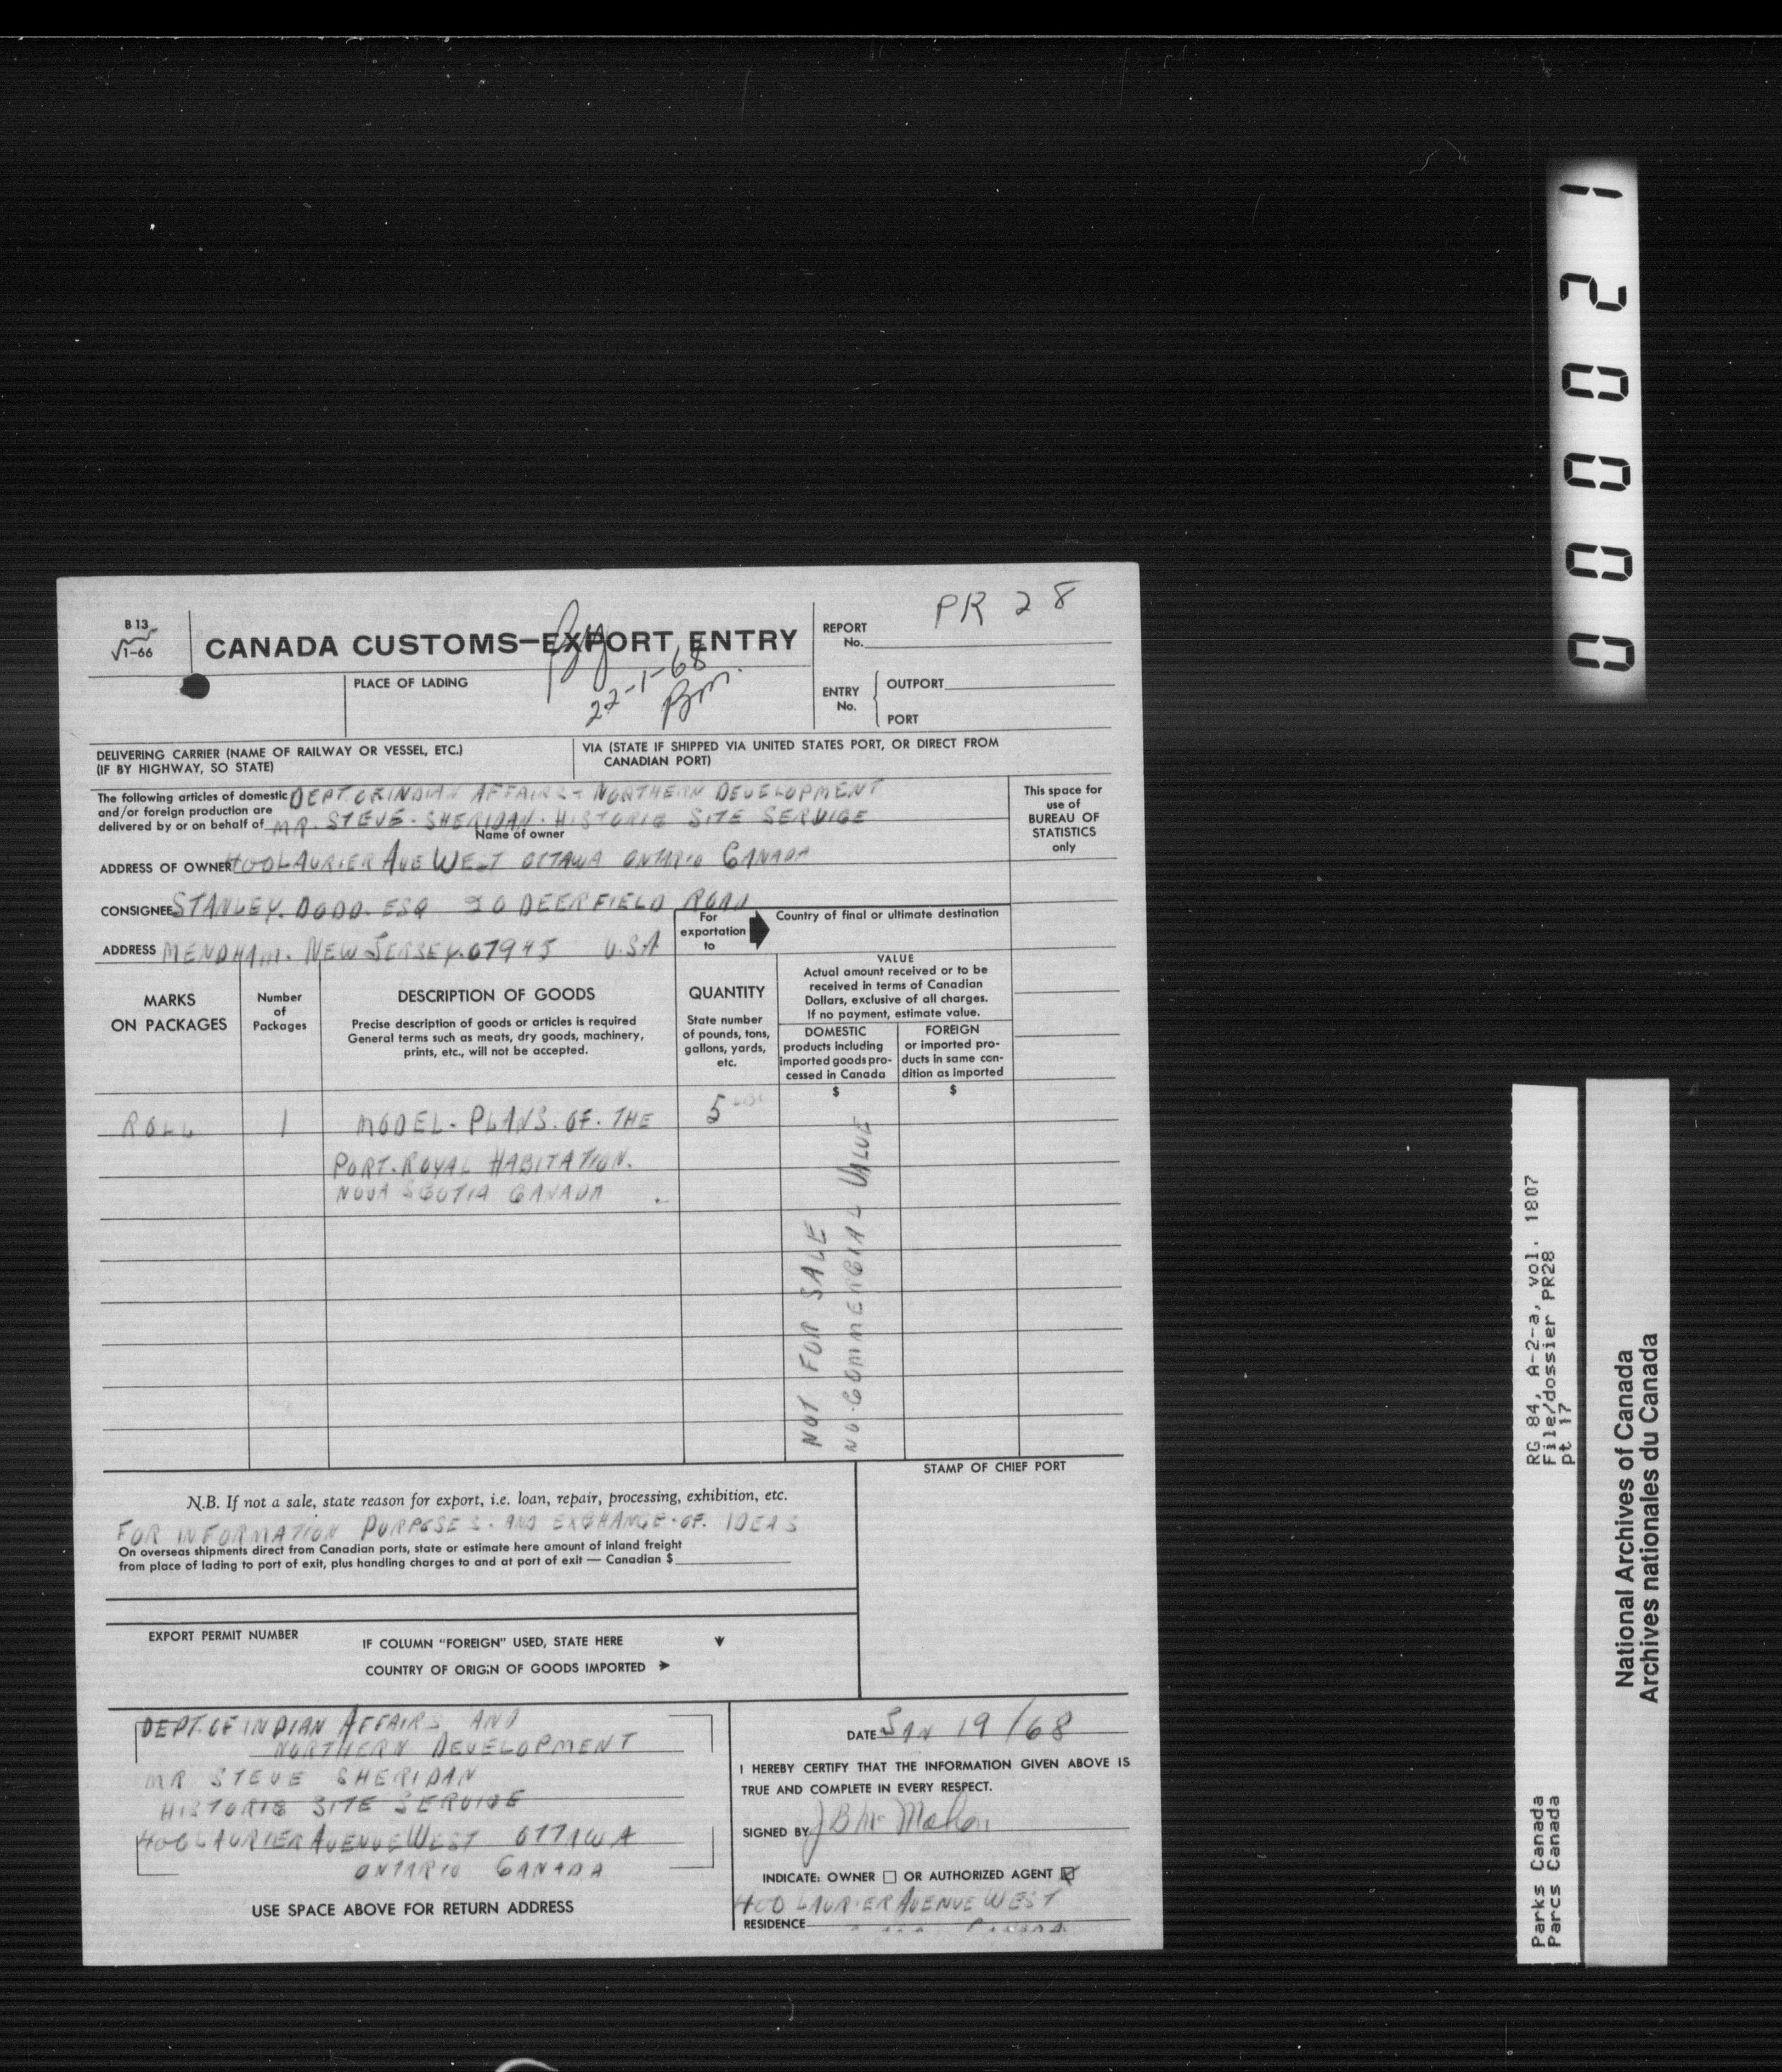 B 13
1-66
CANADA CUSTOMS—EXPORT ENTRY
22-1-68
REPORT
No.
PR 28
PLACE OF LADING
ENTRY
No.
OUTPORT
PORT
DELIVERING CARRIER (NAME OF RAILWAY OR VESSEL, ETC.)
(IF BY HIGHWAY, SO STATE)
VIA (STATE IF SHIPPED VIA UNITED STATES PORT, OR DIRECT FROM
CANADIAN PORT)
The following articles of domestic DEPT OF INDIAN AFFAIRS + NORTHERN DEVELOPMENT
and/or foreign production are
delivered by or on behalf of MR. STEVE. SHERIDAN. HISTORIC SITE SERVICE
Name of owner
This space for
use of
BUREAU OF
STATISTICS
only
ADDRESS OF OWNER 400 LAURIER AVE WEST OTTAWA ONTARIO CANADA
CONSIGNEE STANLEY. DODD. ESQ 20 DEERFIELD ROAD
ADDRESS MENDHAM. NEW JERSEY. 07945 U.S.A
For
exportation
to
Country of final or ultimate destination
MARKS
ON PACKAGES
Number
of
Packages
DESCRIPTION OF GOODS
Precise description of goods or articles is required
General terms such as meats, dry goods, machinery,
prints, etc., will not be accepted.
QUANTITY
State number
of pounds, tons,
gallons, yards,
etc.
VALUE
Actual amount received or to be
received in terms of Canadian
Dollars, exclusive of all charges.
If no payment, estimate value.
DOMESTIC
products including
imported goods pro-
cessed in Canada
$
FOREIGN
or imported pro-
ducts in same con-
dition as imported
$
ROLL 1 MODEL. PLANS. OF. THE 5
PORT. ROYAL HABITATION.
NOVA SCOTIA CANADA .
NOT FOR SALE
NO. COMMERCIAL VALUE
STAMP OF CHIEF PORT
N.B. If not a sale, state reason for export, i.e. loan, repair, processing, exhibition, etc.
FOR INFORMATION PURPOSES. AND EXCHANGE. OF. IDEAS
On overseas shipments direct from Canadian ports, state or estimate here amount of inland freight
from place of lading to port of exit, plus handling charges to and at port of exit — Canadian $
EXPORT PERMIT NUMBER
IF COLUMN "FOREIGN" USED, STATE HERE
COUNTRY OF ORIGIN OF GOODS IMPORTED
DEPT. OF INDIAN AFFAIRS AND
NORTHERN DEVELOPMENT
MR STEVE SHERIDAN
HISTORIC SITE SERVICE
400 LAURIER AVENUE WEST OTTAWA
ONTARIO CANADA
USE SPACE ABOVE FOR RETURN ADDRESS
DATE JAN 19/68
I HEREBY CERTIFY THAT THE INFORMATION GIVEN ABOVE IS
TRUE AND COMPLETE IN EVERY RESPECT.
SIGNED BY J B McMahon
INDICATE: OWNER ☐ OR AUTHORIZED AGENT ☒
400 LAURIER AVENUE WEST
RESIDENCE
00021
RG 84, A-2-a, vol. 1807
File/dossier PR28
pt 17
Parks Canada
Parcs Canada
National Archives of Canada
Archives nationales du Canada